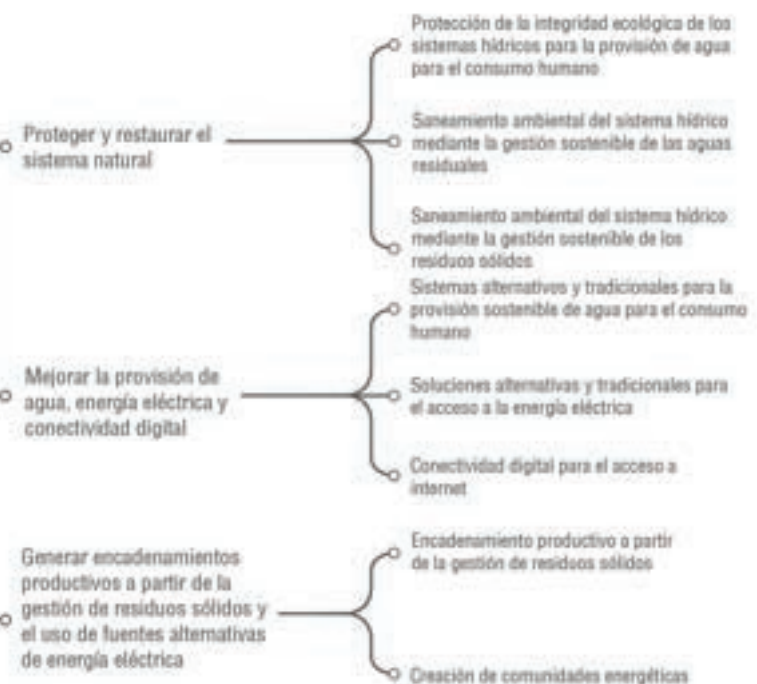 Proteger y restaurar el
sistema natural
Protección de la integridad ecológica de los
sistemas hídricos para la provisión de agua
para el consumo humano
Saneamiento ambiental del sistema hídrico
mediante la gestión sostenible de las aguas
residuales
Saneamiento ambiental del sistema hídrico
mediante la gestión sostenible de los
residuos sólidos
Mejorar la provisión de
agua, energía eléctrica y
conectividad digital
Sistemas alternativos y tradicionales para la
provisión sostenible de agua para el consumo
humano
Soluciones alternativas y tradicionales para
el acceso a la energía eléctrica
Conectividad digital para el acceso a
internet
Generar encadenamientos
productivos a partir de la
gestión de residuos sólidos y
el uso de fuentes alternativas
de energía eléctrica
Encadenamiento productivo a partir
de la gestión de residuos sólidos
Creación de comunidades energéticas